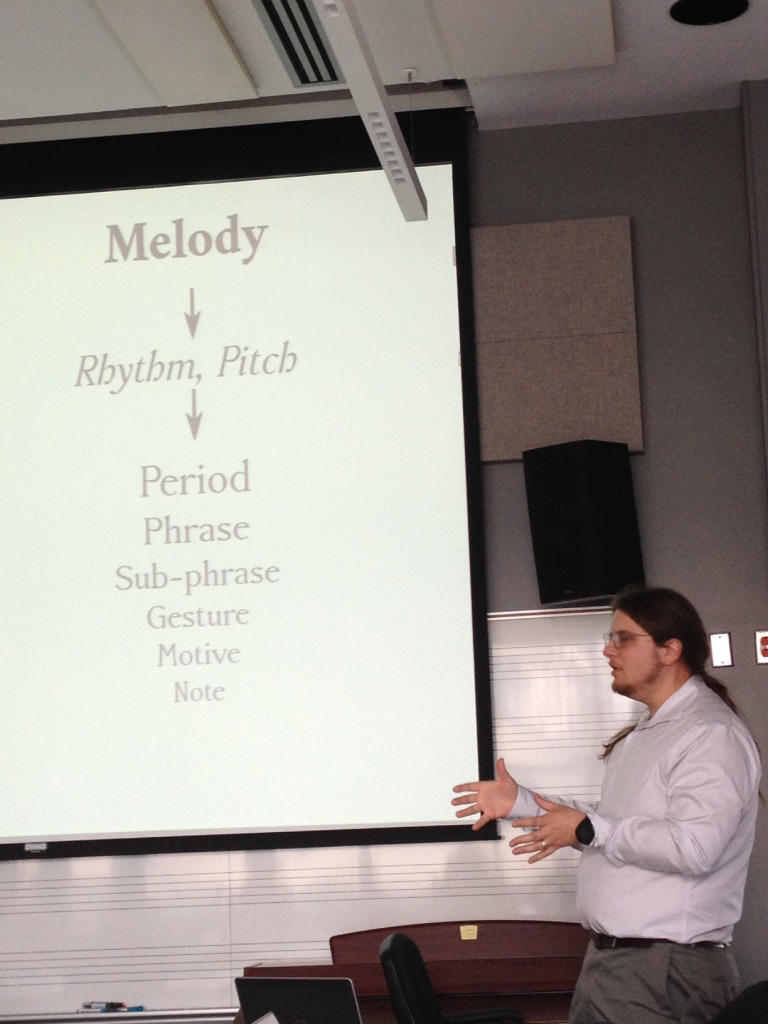 Melody
Rhythm, Pitch
Period
Phrase
Sub-phrase
Gesture
Motive
Note